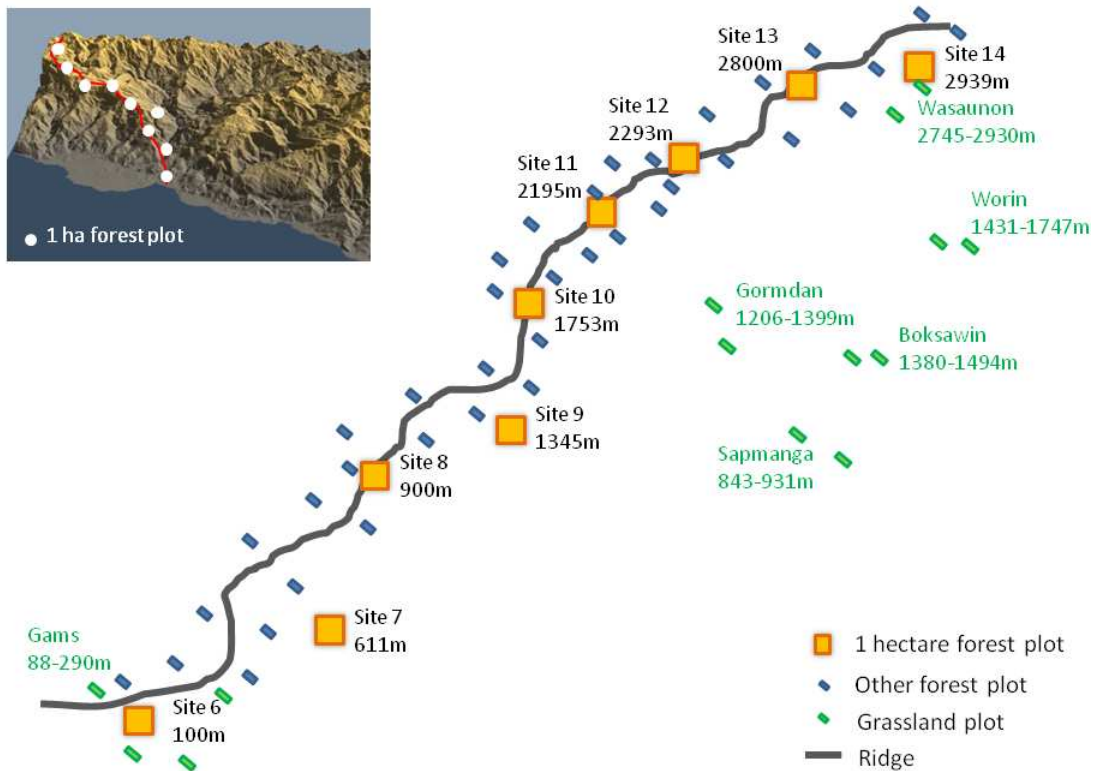 1 ha forest plot
Site 13
2800m
Site 14
2939m
Wasaunon
2745-2930m
Site 12
2293m
Site 11
2195m
Worin
1431-1747m
Site 10
1753m
Gormdan
1206-1399m
Boksawin
1380-1494m
Site 9
1345m
Sapmanga
843-931m
Site 8
900m
Site 7
611m
Gams
88-290m
Site 6
100m
1 hectare forest plot
Other forest plot
Grassland plot
Ridge